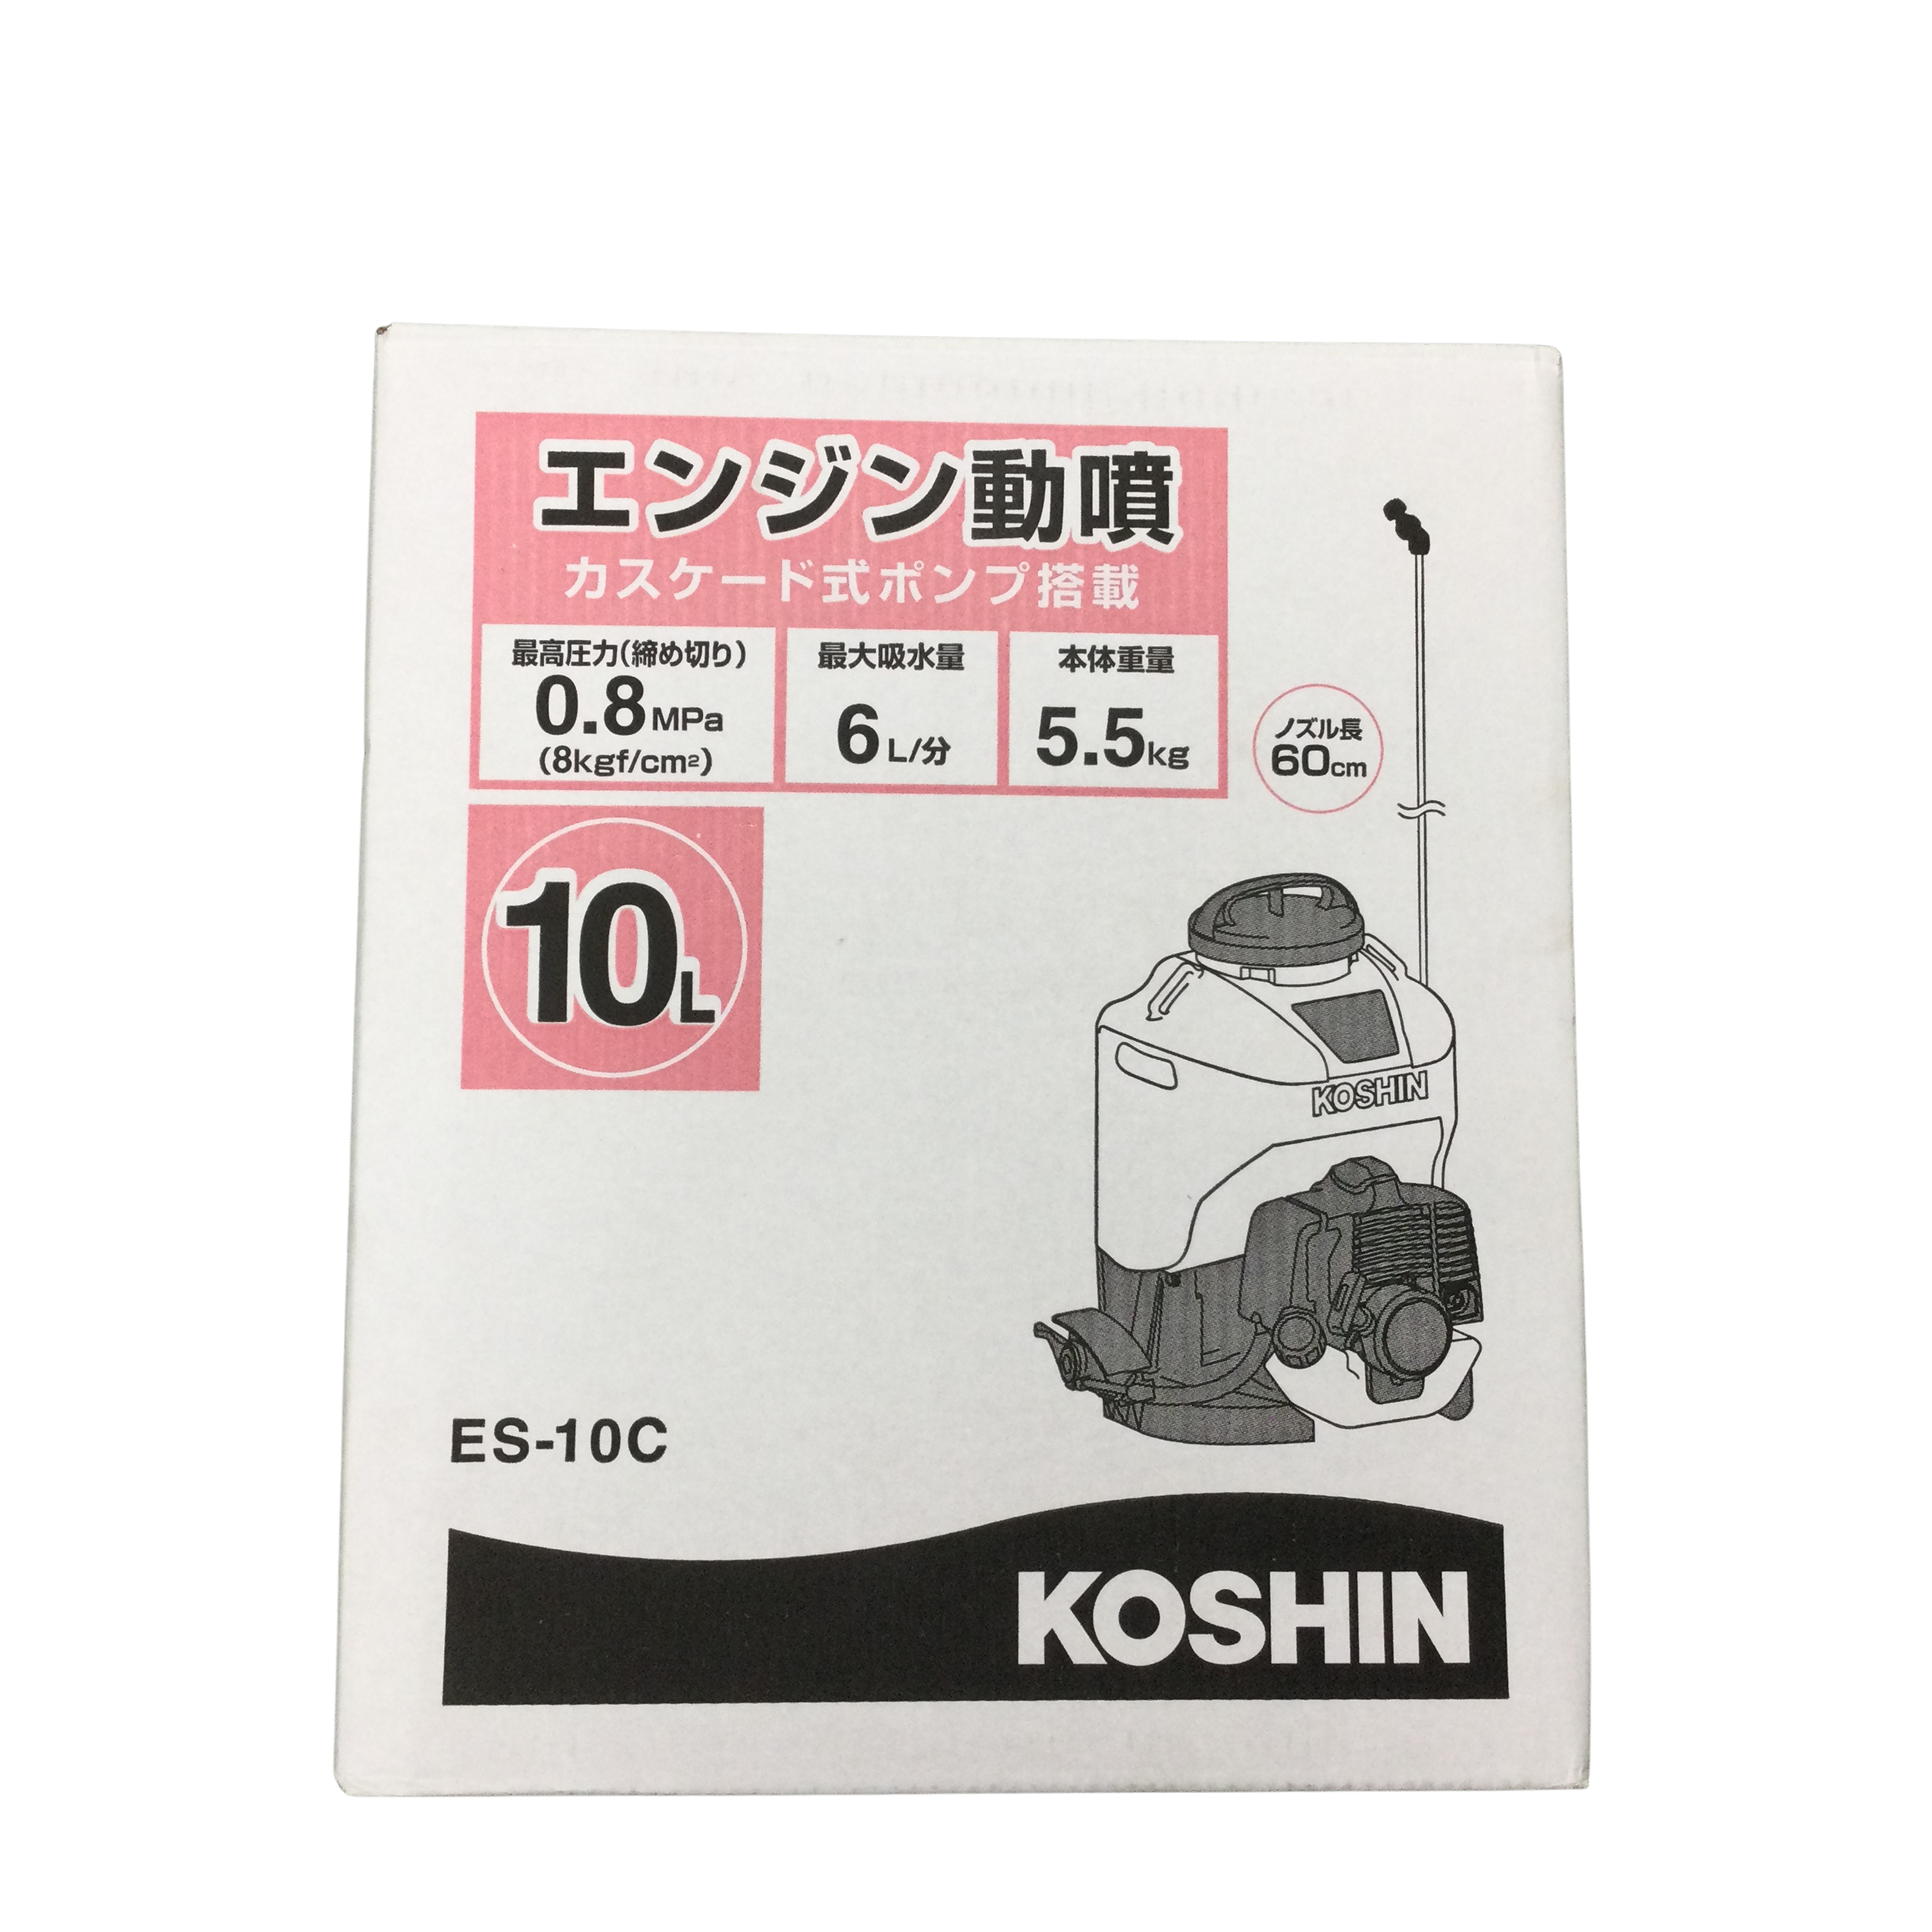 エンジン動噴
カスケード式ポンプ搭載
最高圧力(締め切り)
0.8MPa
(8kgf/cm²)
最大吸水量
6L/分
本体重量
5.5kg
ノズル長
60cm
10L
KOSHIN
ES-10C
KOSHIN